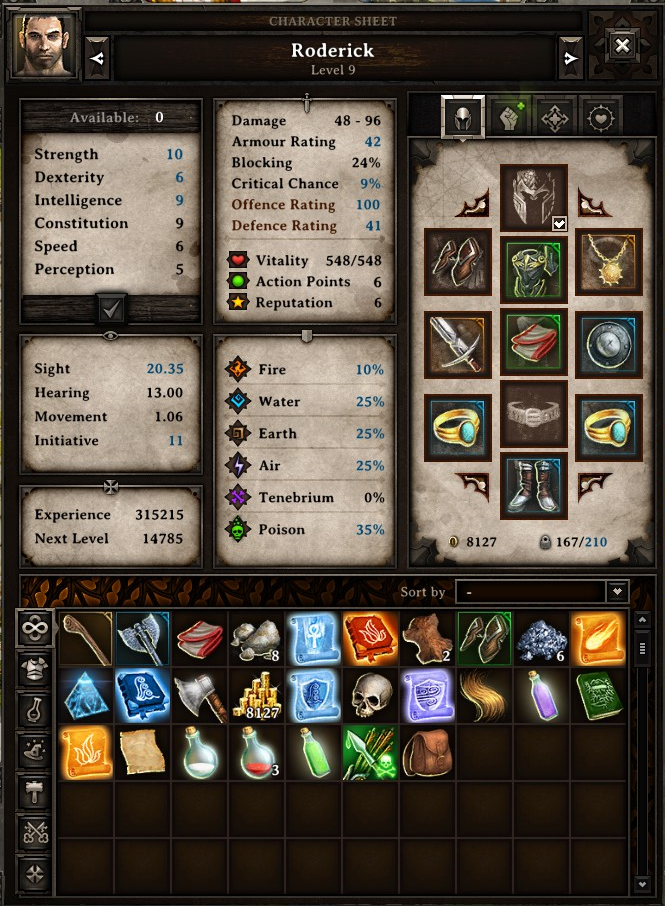 CHARACTER SHEET
Roderick
Level 9
Available: 0
Strength 10
Dexterity 6
Intelligence 9
Constitution 9
Speed 6
Perception 5
Damage 48 - 96
Armour Rating 42
Blocking 24%
Critical Chance 9%
Offence Rating 100
Defence Rating 41
Vitality 548/548
Action Points 6
Reputation 6
Sight 20.35
Hearing 13.00
Movement 1.06
Initiative 11
Experience 315215
Next Level 14785
Fire 10%
Water 25%
Earth 25%
Air 25%
Tenebrium 0%
Poison 35%
8127 167/210
Sort by -
8 2 6
8127
3